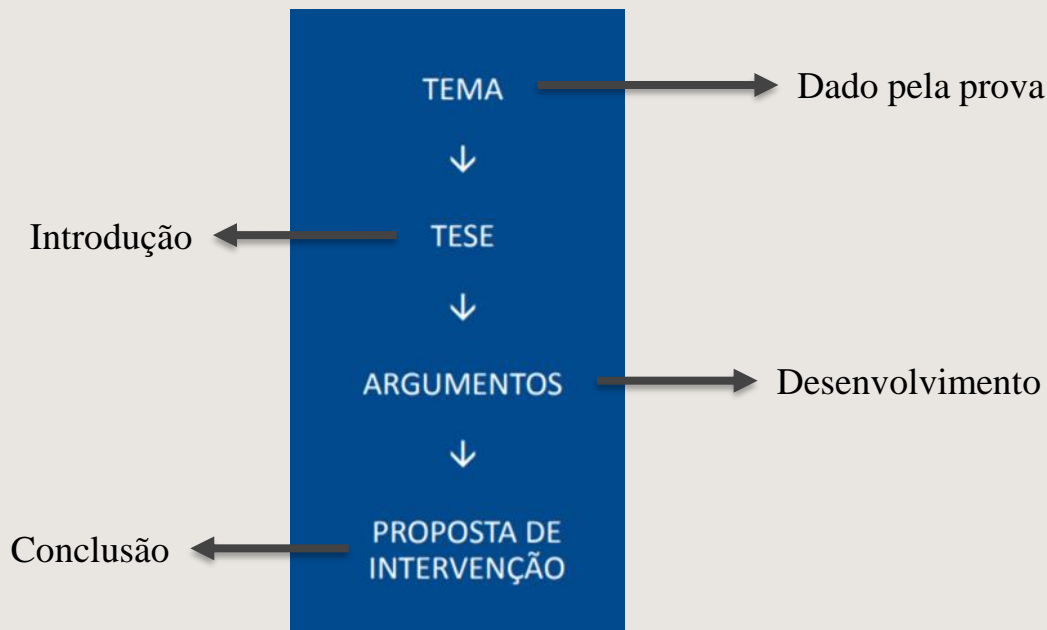 TEMA
Dado pela prova
↓
Introdução
TESE
↓
ARGUMENTOS
Desenvolvimento
↓
Conclusão
PROPOSTA DE
INTERVENÇÃO